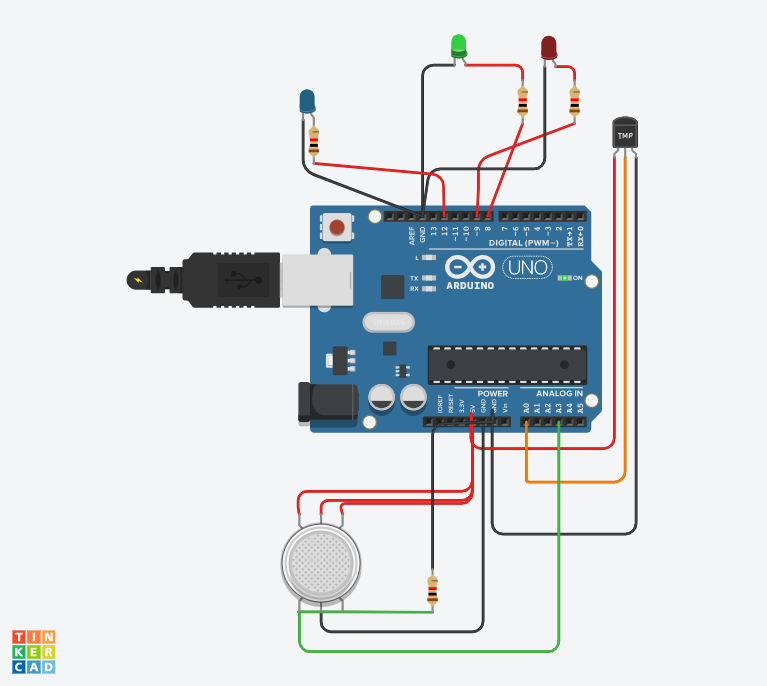 TMP
AREF
GND
13
12
~11
~10
~9
8
7
~6
~5
4
~3
2
TX→1
RX←0
DIGITAL (PWM~)
L
TX
RX
ARDUINO
UNO
ON
POWER
ANALOG IN
IOREF
RESET
3.3V
5V
GND
GND
Vin
A0
A1
A2
A3
A4
A5
TIN
KER
CAD